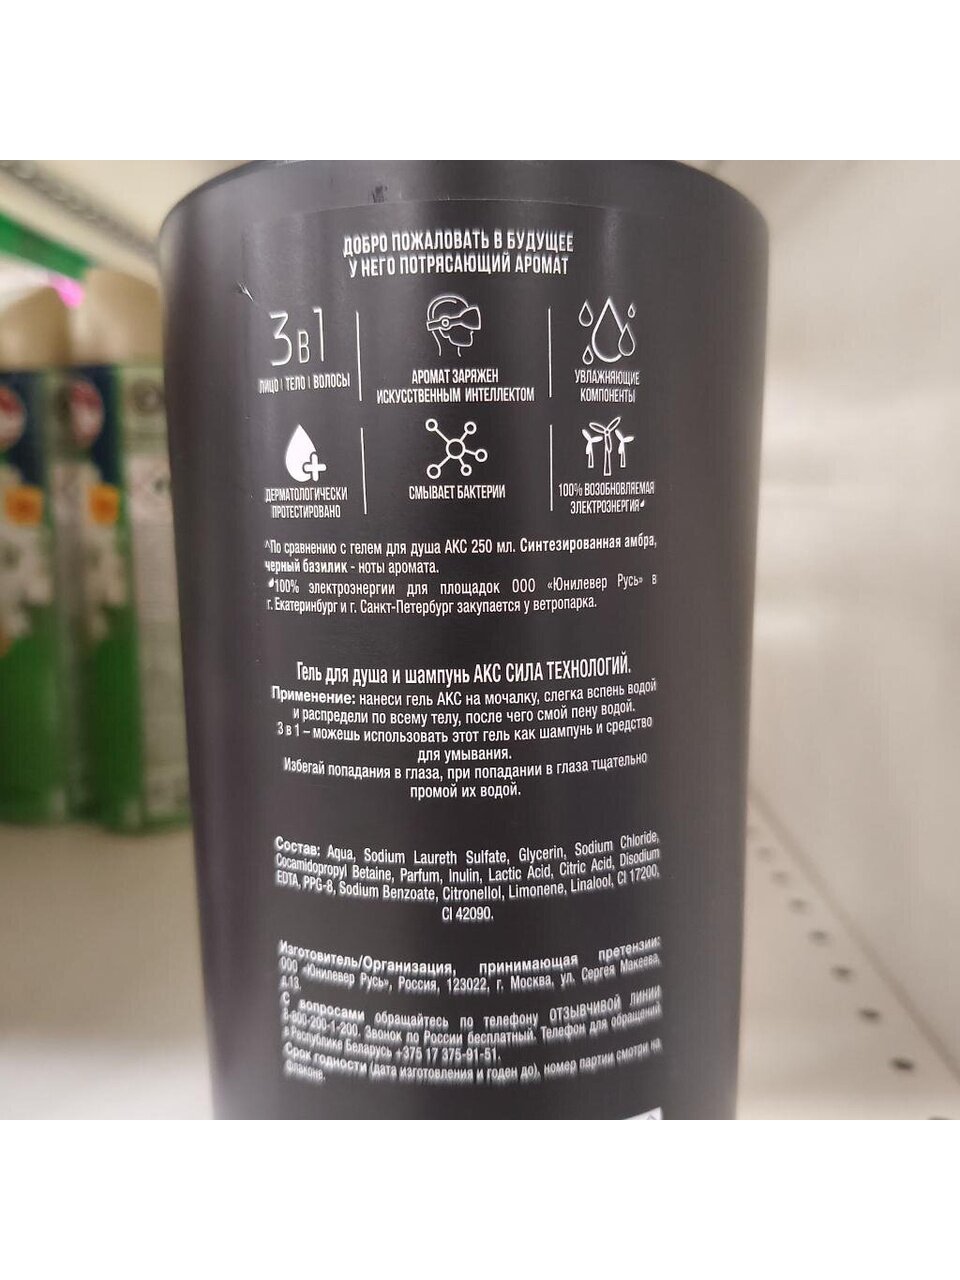 ДОБРО ПОЖАЛОВАТЬ В БУДУЩЕЕ
У НЕГО ПОТРЯСАЮЩИЙ АРОМАТ
3 в 1
ЛИЦО | ТЕЛО | ВОЛОСЫ
АРОМАТ ЗАРЯЖЕН
ИСКУССТВЕННЫМ ИНТЕЛЛЕКТОМ
УВЛАЖНЯЮЩИЕ
КОМПОНЕНТЫ
ДЕРМАТОЛОГИЧЕСКИ
ПРОТЕСТИРОВАНО
СМЫВАЕТ БАКТЕРИИ
100% ВОЗОБНОВЛЯЕМАЯ
ЭЛЕКТРОЭНЕРГИЯ
^По сравнению с гелем для душа АКС 250 мл. Синтезированная амбра,
черный базилик - ноты аромата.
100% электроэнергии для площадок ООО «Юнилевер Русь» в
г. Екатеринбург и г. Санкт-Петербург закупается у ветропарка.
Гель для душа и шампунь АКС СИЛА ТЕХНОЛОГИЙ.
Применение: нанеси гель АКС на мочалку, слегка вспень водой
и распредели по всему телу, после чего смой пену водой.
3 в 1 – можешь использовать этот гель как шампунь и средство
для умывания.
Избегай попадания в глаза, при попадании в глаза тщательно
промой их водой.
Состав: Aqua, Sodium Laureth Sulfate, Glycerin, Sodium Chloride,
Cocamidopropyl Betaine, Parfum, Inulin, Lactic Acid, Citric Acid, Disodium
EDTA, PPG-8, Sodium Benzoate, Citronellol, Limonene, Linalool, CI 17200,
CI 42090.
Изготовитель/Организация, принимающая претензии:
ООО «Юнилевер Русь», Россия, 123022, г. Москва, ул. Сергея Макеева,
д.13.
С вопросами обращайтесь по телефону ОТЗЫВЧИВОЙ ЛИНИИ
8-800-200-1-200. Звонок по России бесплатный. Телефон для обращений
в Республике Беларусь +375 17 375-91-51.
Срок годности (дата изготовления и годен до), номер партии смотри на
флаконе.